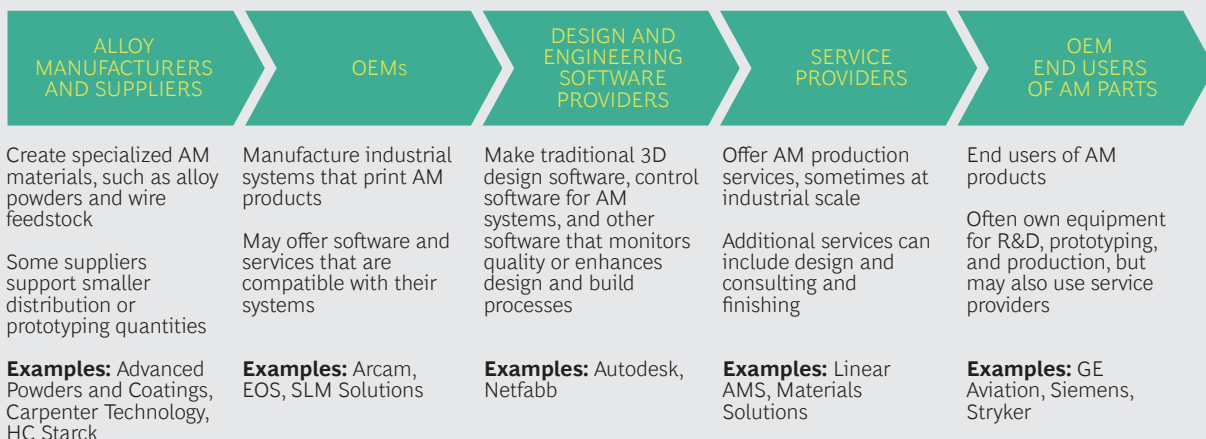 ALLOY
MANUFACTURERS
AND SUPPLIERS
Create specialized AM
materials, such as alloy
powders and wire
feedstock
Some suppliers
support smaller
distribution or
prototyping quantities
Examples: Advanced
Powders and Coatings,
Carpenter Technology,
HC Starck
OEMs
Manufacture industrial
systems that print AM
products
May offer software and
services that are
compatible with their
systems
Examples: Arcam,
EOS, SLM Solutions
DESIGN AND
ENGINEERING
SOFTWARE
PROVIDERS
Make traditional 3D
design software, control
software for AM
systems, and other
software that monitors
quality or enhances
design and build
processes
Examples: Autodesk,
Netfabb
SERVICE
PROVIDERS
Offer AM production
services, sometimes at
industrial scale
Additional services can
include design and
consulting and
finishing
Examples: Linear
AMS, Materials
Solutions
OEM
END USERS
OF AM PARTS
End users of AM
products
Often own equipment
for R&D, prototyping,
and production, but
may also use service
providers
Examples: GE
Aviation, Siemens,
Stryker